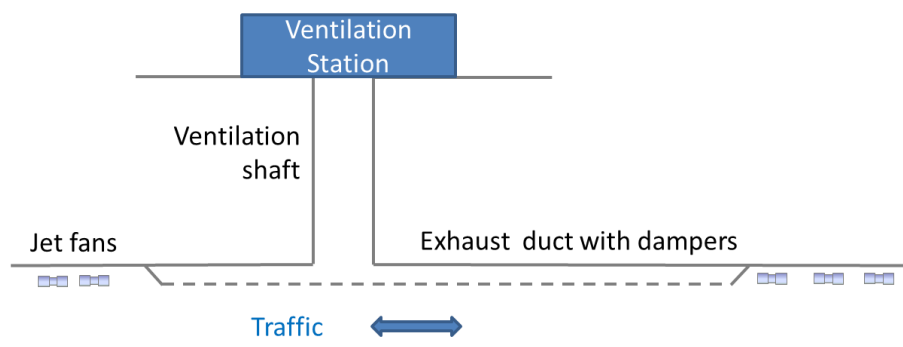 Ventilation
Station
Ventilation
shaft
Jet fans
Exhaust duct with dampers
Traffic